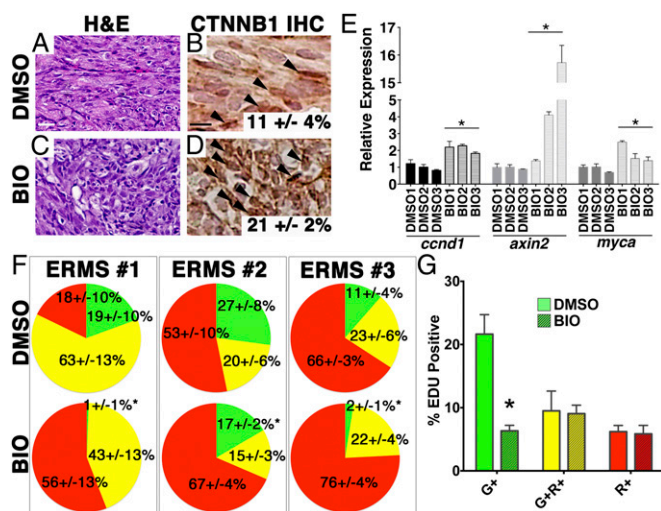 H&E
CTNNB1 IHC
DMSO
A
B
11 +/- 4%
BIO
C
D
21 +/- 2%
E
Relative Expression
17
16
15
4
3
2
1
0
*
*
*
DMSO1
DMSO2
DMSO3
BIO1
BIO2
BIO3
DMSO1
DMSO2
DMSO3
BIO1
BIO2
BIO3
DMSO1
DMSO2
DMSO3
BIO1
BIO2
BIO3
ccnd1
axin2
myca
F
ERMS #1
ERMS #2
ERMS #3
DMSO
18+/-10%
19+/-10%
63+/-13%
27+/-8%
53+/-10%
20+/-6%
11+/-4%
23+/-6%
66+/-3%
BIO
1+/-1%*
43+/-13%
56+/-13%
17+/-2%*
15+/-3%
67+/-4%
2+/-1%*
22+/-4%
76+/-4%
G
% EDU Positive
30
20
10
0
DMSO
BIO
*
G+
G+R+
R+